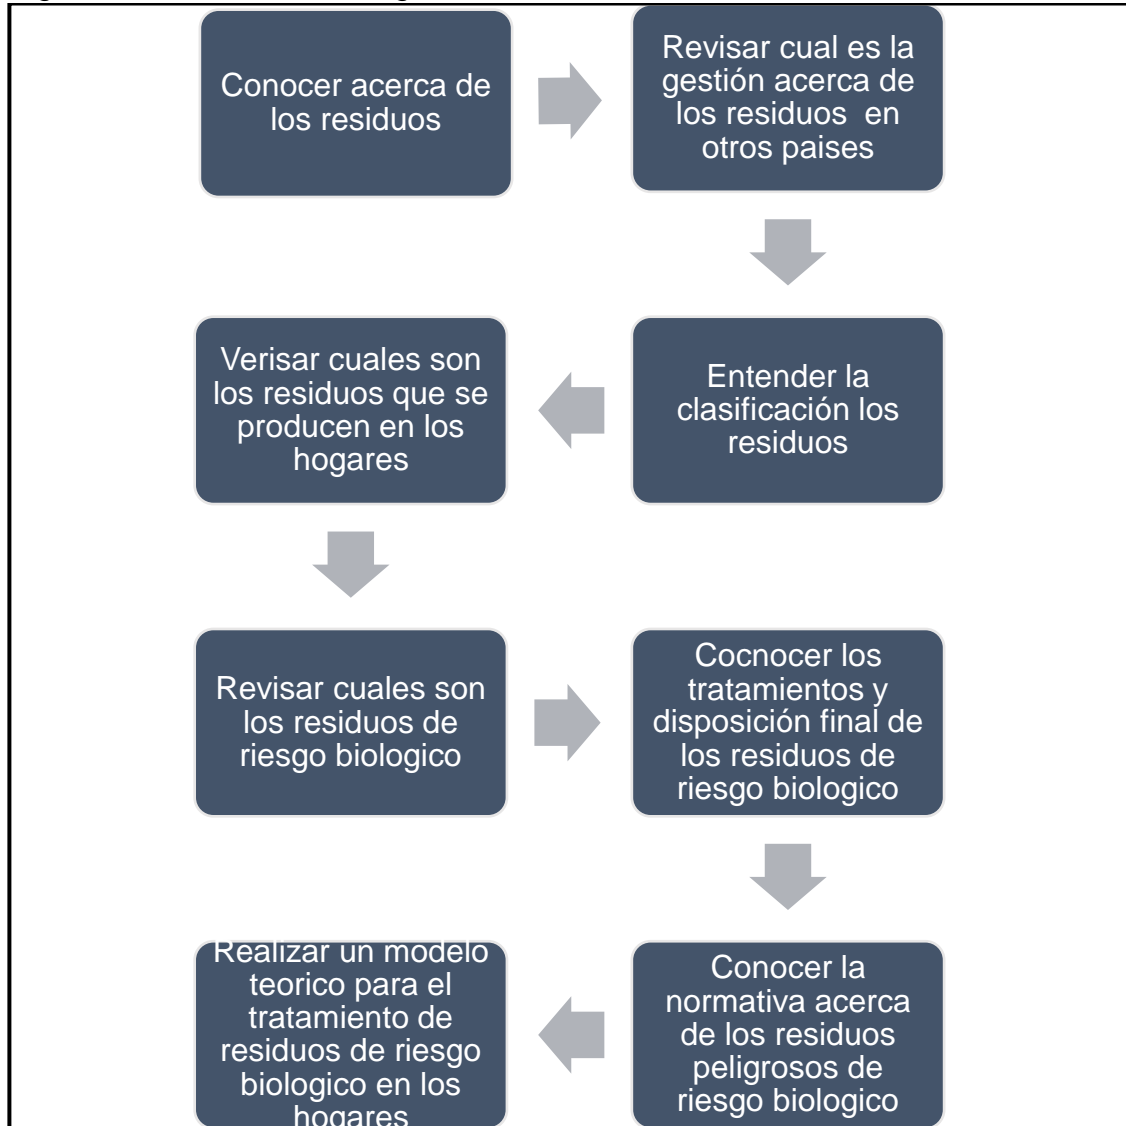 Conocer acerca de
los residuos
Revisar cual es la
gestión acerca de
los residuos en
otros paises
Entender la
clasificación los
residuos
Verisar cuales son
los residuos que se
producen en los
hogares
Revisar cuales son
los residuos de
riesgo biologico
Cocnocer los
tratamientos y
disposición final de
los residuos de
riesgo biologico
Conocer la
normativa acerca
de los residuos
peligrosos de
riesgo biologico
Realizar un modelo
teorico para el
tratamiento de
residuos de riesgo
biologico en los
hogares